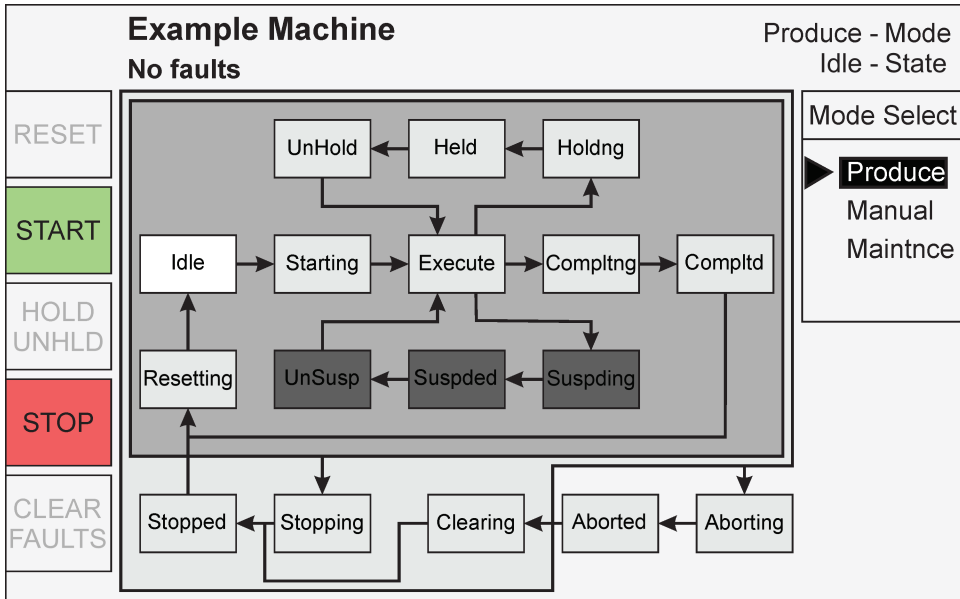 Example Machine
No faults
Produce - Mode
Idle - State
RESET
START
HOLD
UNHLD
STOP
CLEAR
FAULTS
UnHold
Held
Holdng
Idle
Starting
Execute
Compltng
Compltd
Resetting
UnSusp
Suspded
Suspding
Stopped
Stopping
Clearing
Aborted
Aborting
Mode Select
Produce
Manual
Maintnce